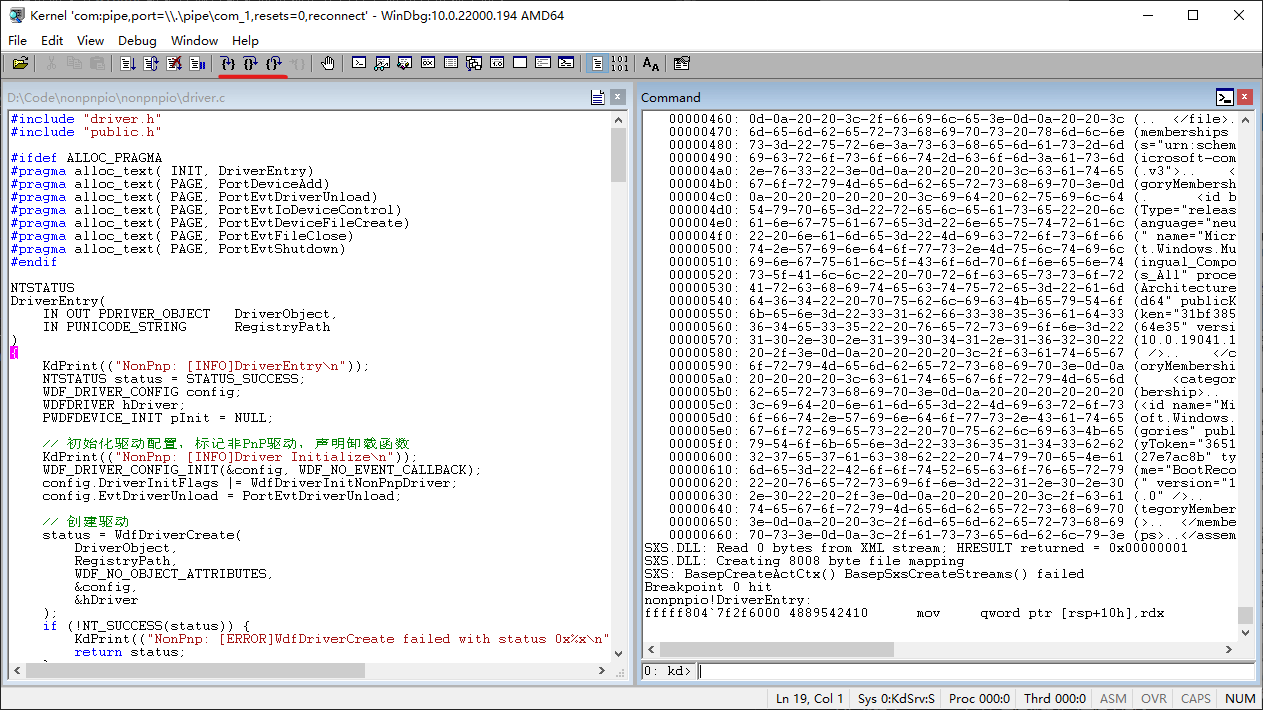 Kernel 'com:pipe,port=\\.\pipe\com_1,resets=0,reconnect' - WinDbg:10.0.22000.194 AMD64
File Edit View Debug Window Help
D:\Code\nonpnpio\nonpnpio\driver.c
#include "driver.h"
#include "public.h"
#ifdef ALLOC_PRAGMA
#pragma alloc_text( INIT, DriverEntry)
#pragma alloc_text( PAGE, PortDeviceAdd)
#pragma alloc_text( PAGE, PortEvtDriverUnload)
#pragma alloc_text( PAGE, PortEvtIoDeviceControl)
#pragma alloc_text( PAGE, PortEvtDeviceFileCreate)
#pragma alloc_text( PAGE, PortEvtFileClose)
#pragma alloc_text( PAGE, PortEvtShutdown)
#endif
NTSTATUS
DriverEntry(
IN OUT PDRIVER_OBJECT DriverObject,
IN PUNICODE_STRING RegistryPath
)
{
KdPrint(("NonPnp: [INFO]DriverEntry\n"));
NTSTATUS status = STATUS_SUCCESS;
WDF_DRIVER_CONFIG config;
WDFDRIVER hDriver;
PWDFDEVICE_INIT pInit = NULL;
// 初始化驱动配置，标记非PnP驱动，声明卸载函数
KdPrint(("NonPnp: [INFO]Driver Initialize\n"));
WDF_DRIVER_CONFIG_INIT(&config, WDF_NO_EVENT_CALLBACK);
config.DriverInitFlags |= WdfDriverInitNonPnpDriver;
config.EvtDriverUnload = PortEvtDriverUnload;
// 创建驱动
status = WdfDriverCreate(
DriverObject,
RegistryPath,
WDF_NO_OBJECT_ATTRIBUTES,
&config,
&hDriver
);
if (!NT_SUCCESS(status)) {
KdPrint(("NonPnp: [ERROR]WdfDriverCreate failed with status 0x%x\n"
return status;
Command
00000460: 0d-0a-20-20-3c-2f-66-69-6c-65-3e-0d-0a-20-20-3c (.. </file>.
00000470: 6d-65-6d-62-65-72-73-68-69-70-73-20-78-6d-6c-6e (memberships
00000480: 73-3d-22-75-72-6e-3a-73-63-68-65-6d-61-73-2d-6d (s="urn:schem
00000490: 69-63-72-6f-73-6f-66-74-2d-63-6f-6d-3a-61-73-6d (icrosoft-com
000004a0: 2e-76-33-22-3e-0d-0a-20-20-20-20-3c-63-61-74-65 (.v3">.. <
000004b0: 67-6f-72-79-4d-65-6d-62-65-72-73-68-69-70-3e-0d (goryMembersh
000004c0: 0a-20-20-20-20-20-20-3c-69-64-20-62-75-69-6c-64 (. <id b
000004d0: 54-79-70-65-3d-22-72-65-6c-65-61-73-65-22-20-6c (Type="releas
000004e0: 61-6e-67-75-61-67-65-3d-22-6e-65-75-74-72-61-6c (anguage="neu
000004f0: 22-20-6e-61-6d-65-3d-22-4d-69-63-72-6f-73-6f-66 (" name="Micr
00000500: 74-2e-57-69-6e-64-6f-77-73-2e-4d-75-6c-74-69-6c (t.Windows.Mu
00000510: 69-6e-67-75-61-6c-5f-43-6f-6d-70-6f-6e-65-6e-74 (ingual_Compo
00000520: 73-5f-41-6c-6c-22-20-70-72-6f-63-65-73-73-6f-72 (s_All" proce
00000530: 41-72-63-68-69-74-65-63-74-75-72-65-3d-22-61-6d (Architecture
00000540: 64-36-34-22-20-70-75-62-6c-69-63-4b-65-79-54-6f (d64" publicK
00000550: 6b-65-6e-3d-22-33-31-62-66-33-38-35-36-61-64-33 (ken="31bf385
00000560: 36-34-65-33-35-22-20-76-65-72-73-69-6f-6e-3d-22 (64e35" versi
00000570: 31-30-2e-30-2e-31-39-30-34-31-2e-31-36-32-30-22 (10.0.19041.1
00000580: 20-2f-3e-0d-0a-20-20-20-20-3c-2f-63-61-74-65-67 ( />.. </c
00000590: 6f-72-79-4d-65-6d-62-65-72-73-68-69-70-3e-0d-0a (oryMembershi
000005a0: 20-20-20-20-3c-63-61-74-65-67-6f-72-79-4d-65-6d ( <categor
000005b0: 62-65-72-73-68-69-70-3e-0d-0a-20-20-20-20-20-20 (bership>..
000005c0: 3c-69-64-20-6e-61-6d-65-3d-22-4d-69-63-72-6f-73 (<id name="Mi
000005d0: 6f-66-74-2e-57-69-6e-64-6f-77-73-2e-43-61-74-65 (oft.Windows.
000005e0: 67-6f-72-69-65-73-22-20-70-75-62-6c-69-63-4b-65 (gories" publ
000005f0: 79-54-6f-6b-65-6e-3d-22-33-36-35-31-34-33-62-62 (yToken="3651
00000600: 32-37-65-37-61-63-38-62-22-20-74-79-70-65-4e-61 (27e7ac8b" ty
00000610: 6d-65-3d-22-42-6f-6f-74-52-65-63-6f-76-65-72-79 (me="BootReco
00000620: 22-20-76-65-72-73-69-6f-6e-3d-22-31-2e-30-2e-30 (" version="1
00000630: 2e-30-22-20-2f-3e-0d-0a-20-20-20-20-3c-2f-63-61 (.0" />..
00000640: 74-65-67-6f-72-79-4d-65-6d-62-65-72-73-68-69-70 (tegoryMember
00000650: 3e-0d-0a-20-20-3c-2f-6d-65-6d-62-65-72-73-68-69 (>.. </membe
00000660: 70-73-3e-0d-0a-3c-2f-61-73-73-65-6d-62-6c-79-3e (ps>..</assem
SXS.DLL: Read 0 bytes from XML stream; HRESULT returned = 0x00000001
SXS.DLL: Creating 8008 byte file mapping
SXS: BasepCreateActCtx() BasepSxsCreateStreams() failed
Breakpoint 0 hit
nonpnpio!DriverEntry:
fffff804`7f2f6000 4889542410 mov qword ptr [rsp+10h],rdx
0: kd>
Ln 19, Col 1 Sys 0:KdSrv:S Proc 000:0 Thrd 000:0 ASM OVR CAPS NUM